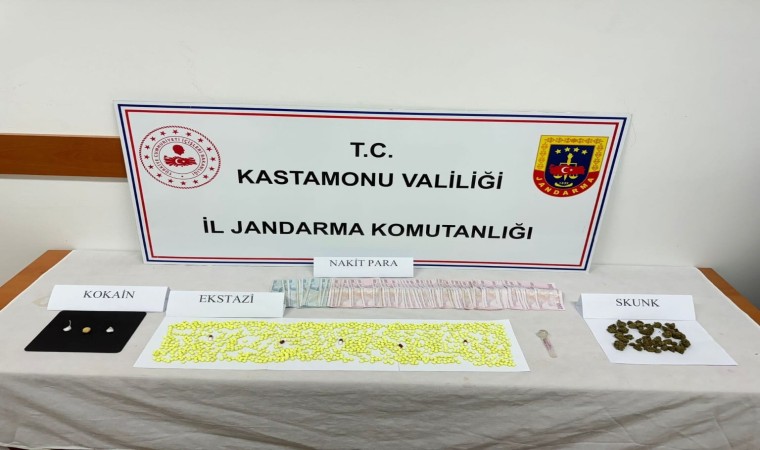 T.C.
KASTAMONU VALİLİĞİ
İL JANDARMA KOMUTANLIĞI
JANDARMA
NAKİT PARA
KOKAİN
EKSTAZİ
SKUNK